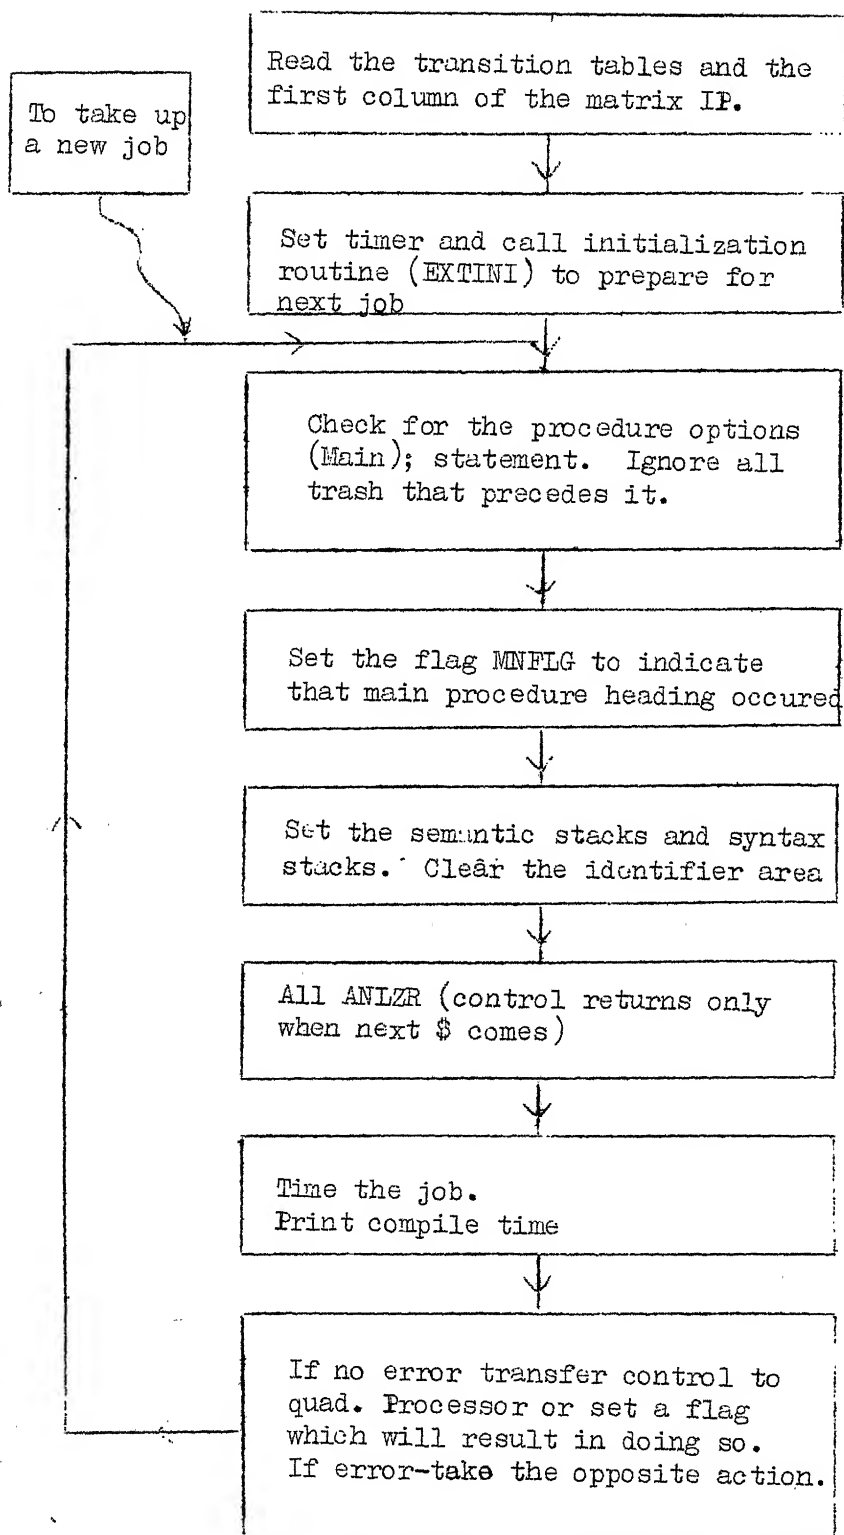 Read the transition tables and the
first column of the matrix IP.
To take up
a new job
Set timer and call initialization
routine (EXTINI) to prepare for
next job
Check for the procedure options
(Main); statement. Ignore all
trash that precedes it.
Set the flag MNFLG to indicate
that main procedure heading occured
Set the semantic stacks and syntax
stacks. Clear the identifier area
All ANLZR (control returns only
when next $ comes)
Time the job.
Print compile time
If no error transfer control to
quad. Processor or set a flag
which will result in doing so.
If error-take the opposite action.